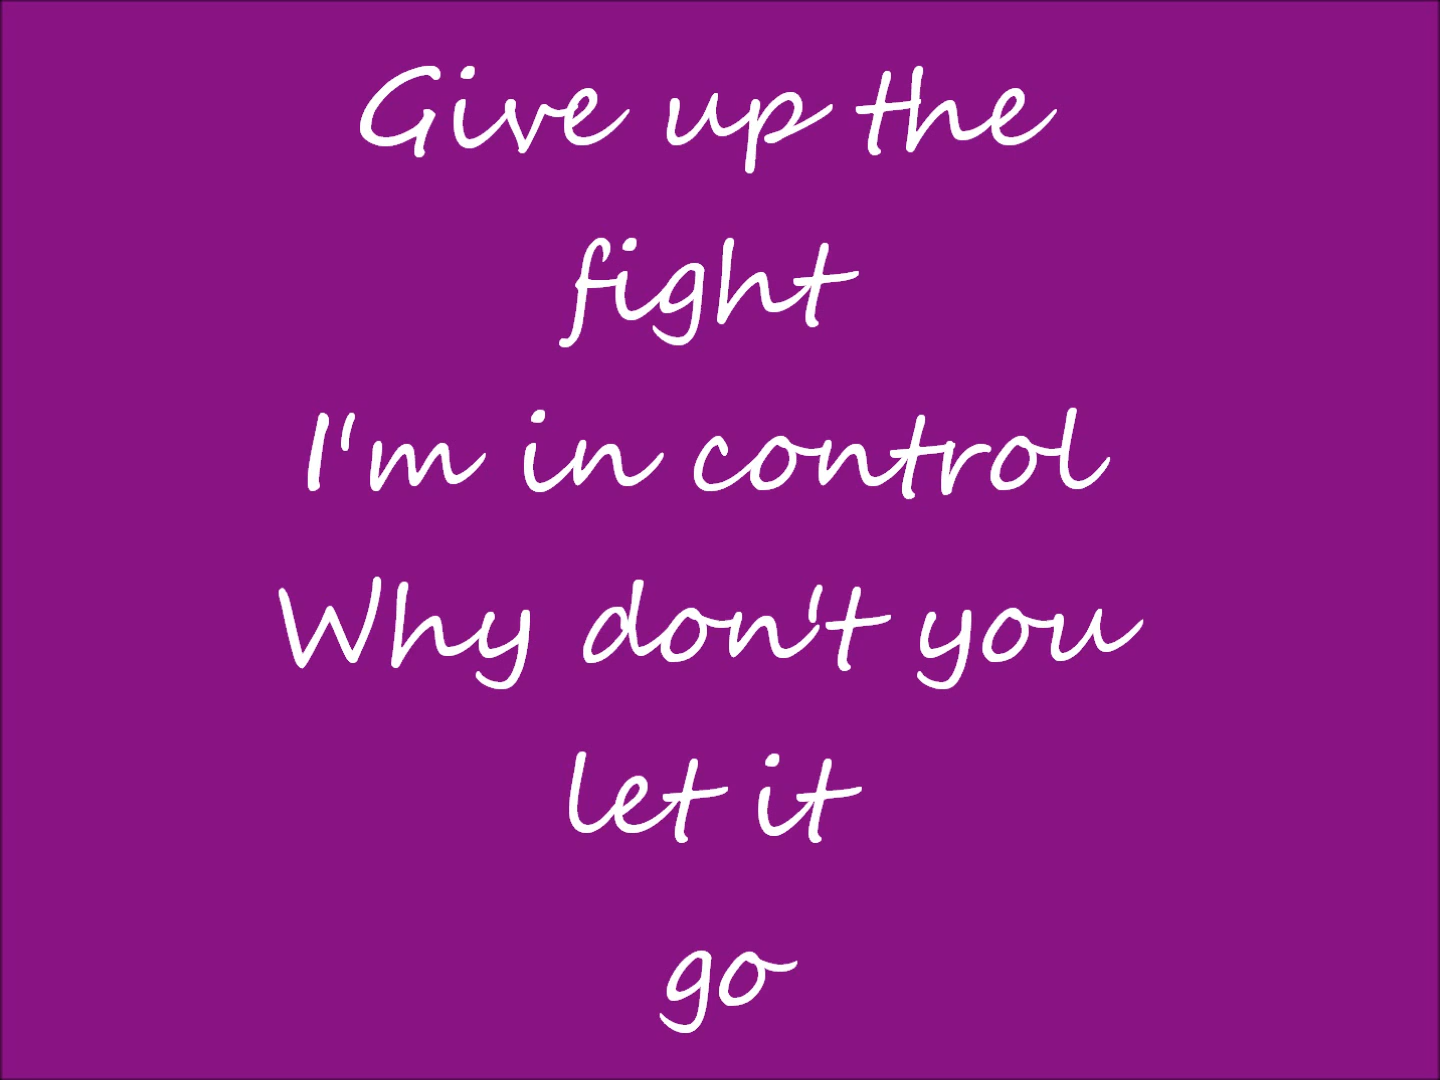 Give up the
fight
I'm in control
Why don't you
let it
go